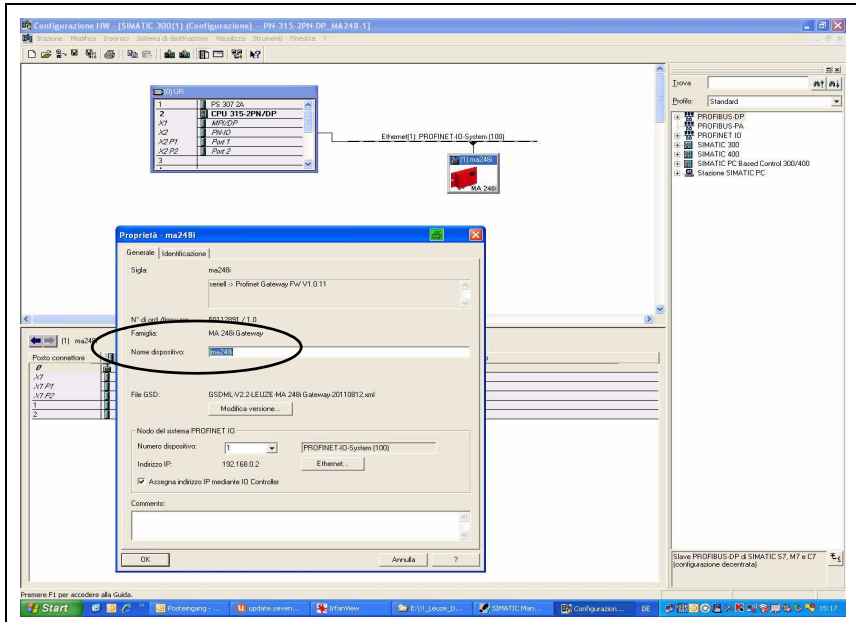 Configurazione HW - [SIMATIC 300(1) (Configurazione) -- PN-315-2PN-DP_MA248-1]
Stazione Modifica Inserisci Sistema di destinazione Visualizza Strumenti Finestra ?
(0) UR
1 PS 307 2A
2 CPU 315-2PN/DP
X1 MPI/DP
X2 PN-IO
X2 P1 Port 1
X2 P2 Port 2
3
Ethernet(1): PROFINET-IO-System (100)
(1) ma248i
MA 248i
Trova
Profilo: Standard
PROFIBUS-DP
PROFIBUS-PA
PROFINET IO
SIMATIC 300
SIMATIC 400
SIMATIC PC Based Control 300/400
Stazione SIMATIC PC
Proprietà - ma248i
Generale Identificazione
Sigla: ma248i
seriell -> Profinet Gateway FW V1.0.11
N° di ord./firmware: 50112891 / 1.0
Famiglia: MA 248i Gateway
Nome dispositivo: ma248i
File GSD: GSDML-V2.2-LEUZE-MA 248i Gateway-20110812.xml
Modifica versione...
Nodo del sistema PROFINET IO
Numero dispositivo: 1 PROFINET-IO-System (100)
Indirizzo IP: 192.168.0.2 Ethernet...
Assegna indirizzo IP mediante IO Controller
Commento:
OK Annulla ?
(1) ma248
Posto connettore
0
X1
X1 P1
X1 P2
1
2
Slave PROFIBUS-DP di SIMATIC S7, M7 e C7
(configurazione decentrata)
Premere F1 per accedere alla Guida.
Start Posteingang - ... update.seven... IrfanView E:\!!_Leuze_D... SIMATIC Man... Configurazion... DE 15:17